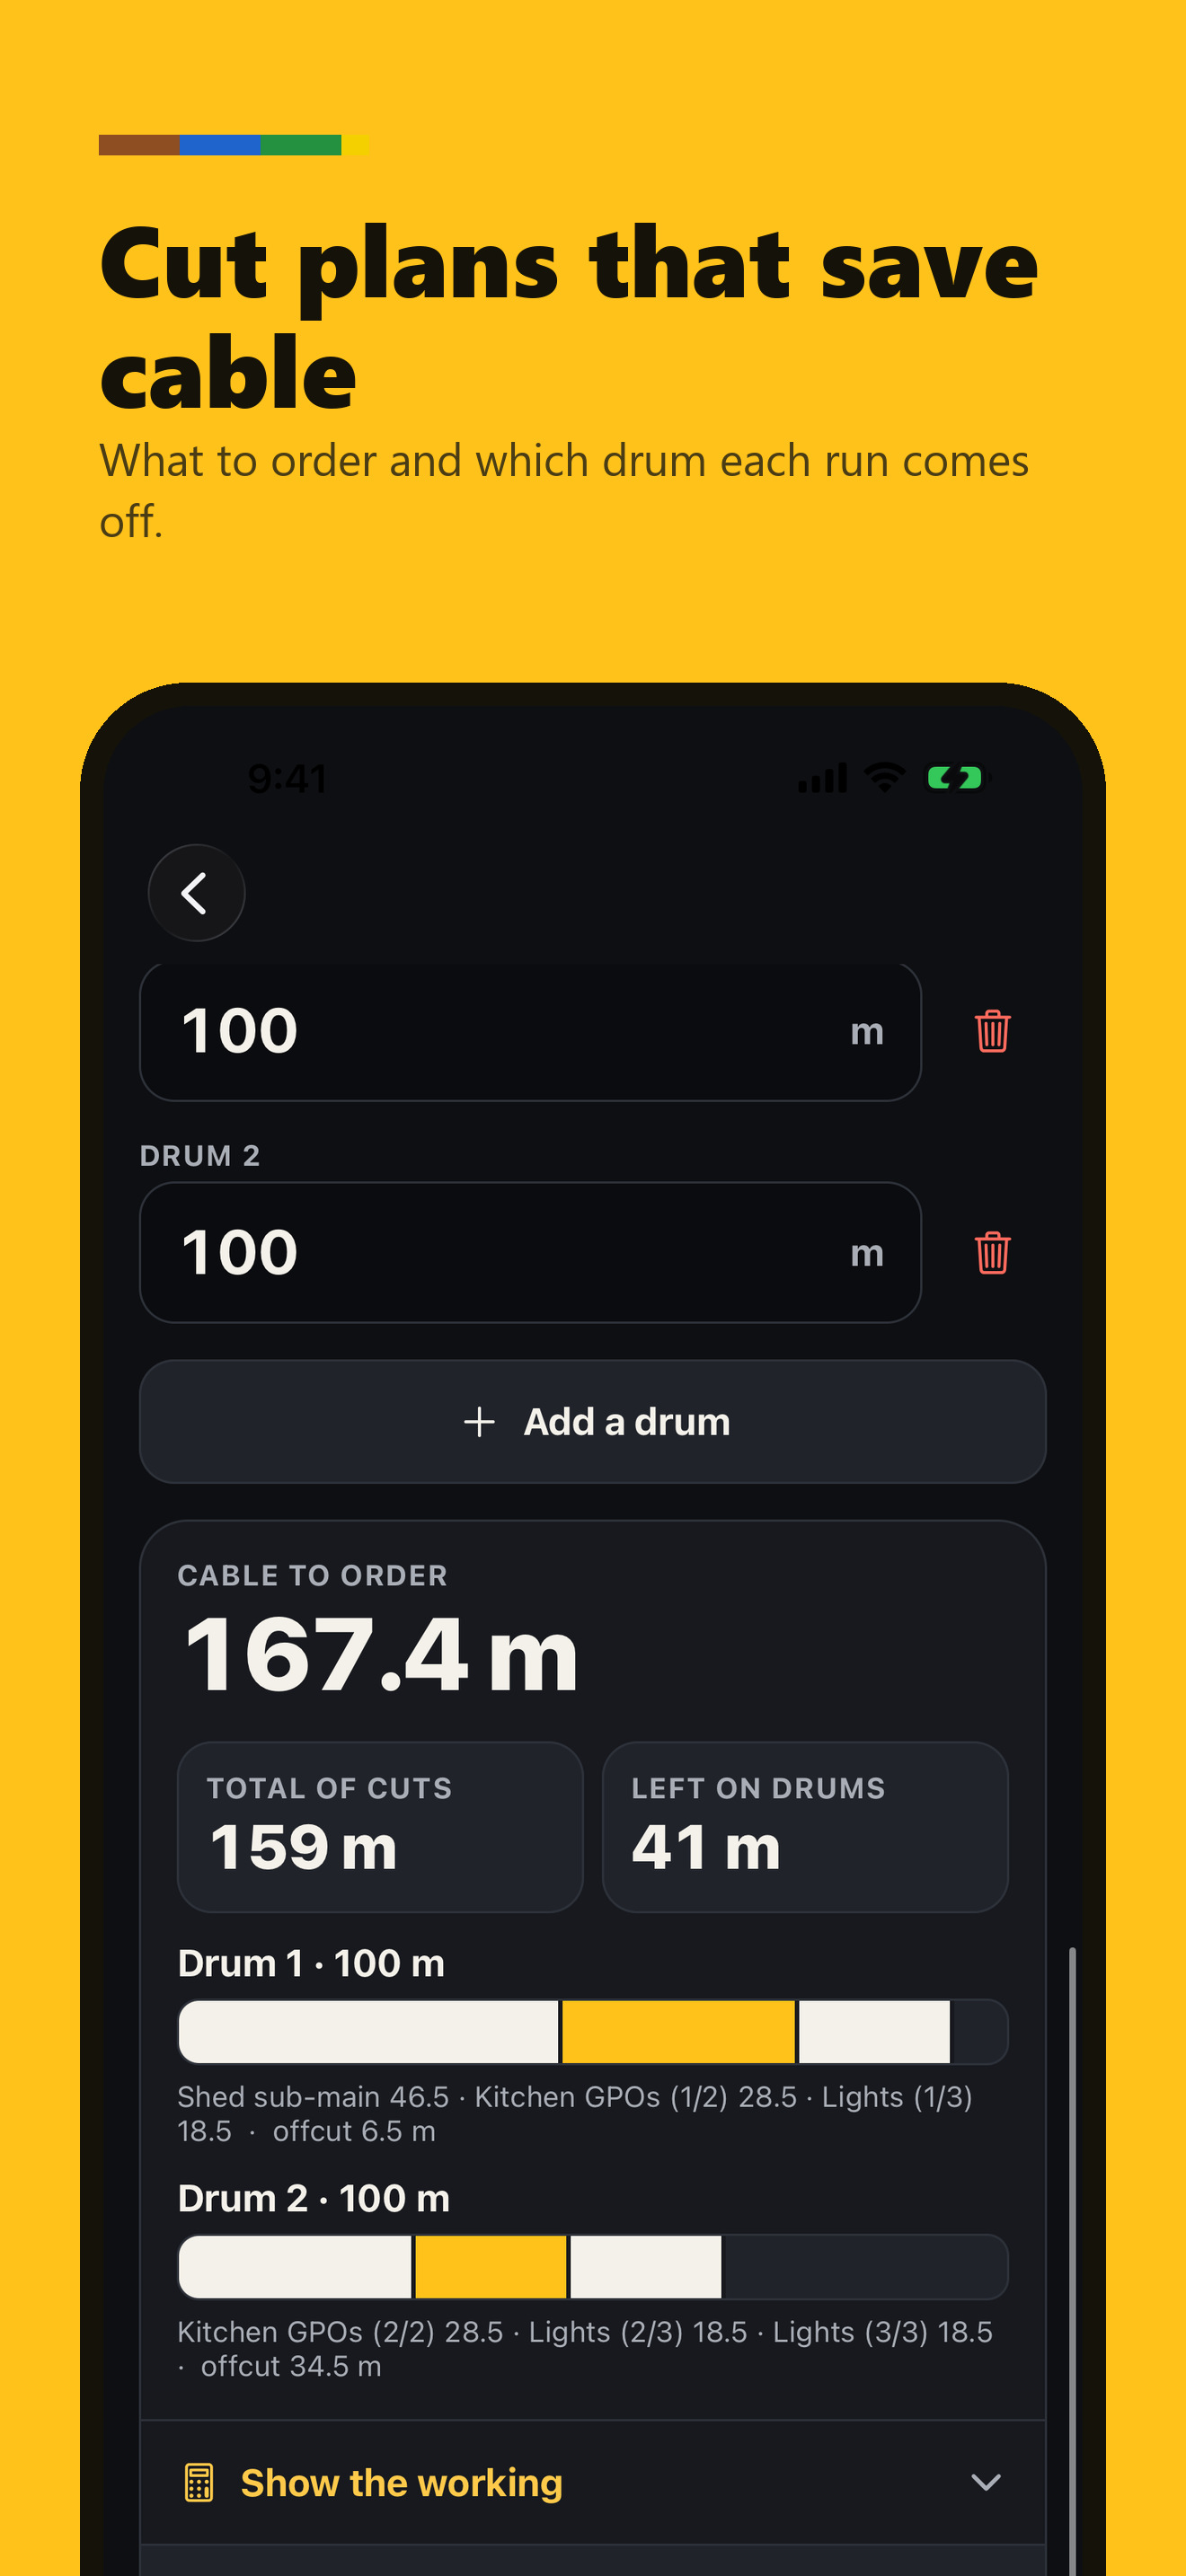 Cut plans that save
cable
What to order and which drum each run comes
off.
9:41
100 m
DRUM 2
100 m
+ Add a drum
CABLE TO ORDER
167.4 m
TOTAL OF CUTS
159 m
LEFT ON DRUMS
41 m
Drum 1 · 100 m
Shed sub-main 46.5 · Kitchen GPOs (1/2) 28.5 · Lights (1/3)
18.5 · offcut 6.5 m
Drum 2 · 100 m
Kitchen GPOs (2/2) 28.5 · Lights (2/3) 18.5 · Lights (3/3) 18.5
· offcut 34.5 m
Show the working